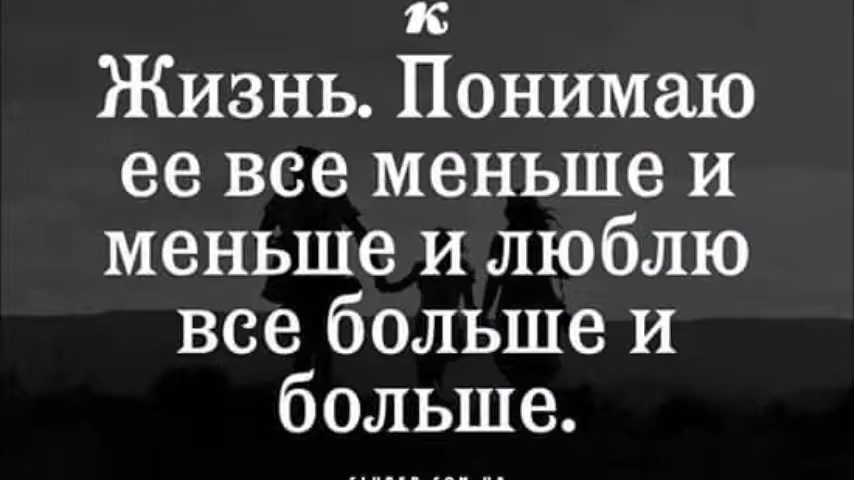 к
Жизнь. Понимаю
ее все меньше и
меньше и люблю
все больше и
больше.